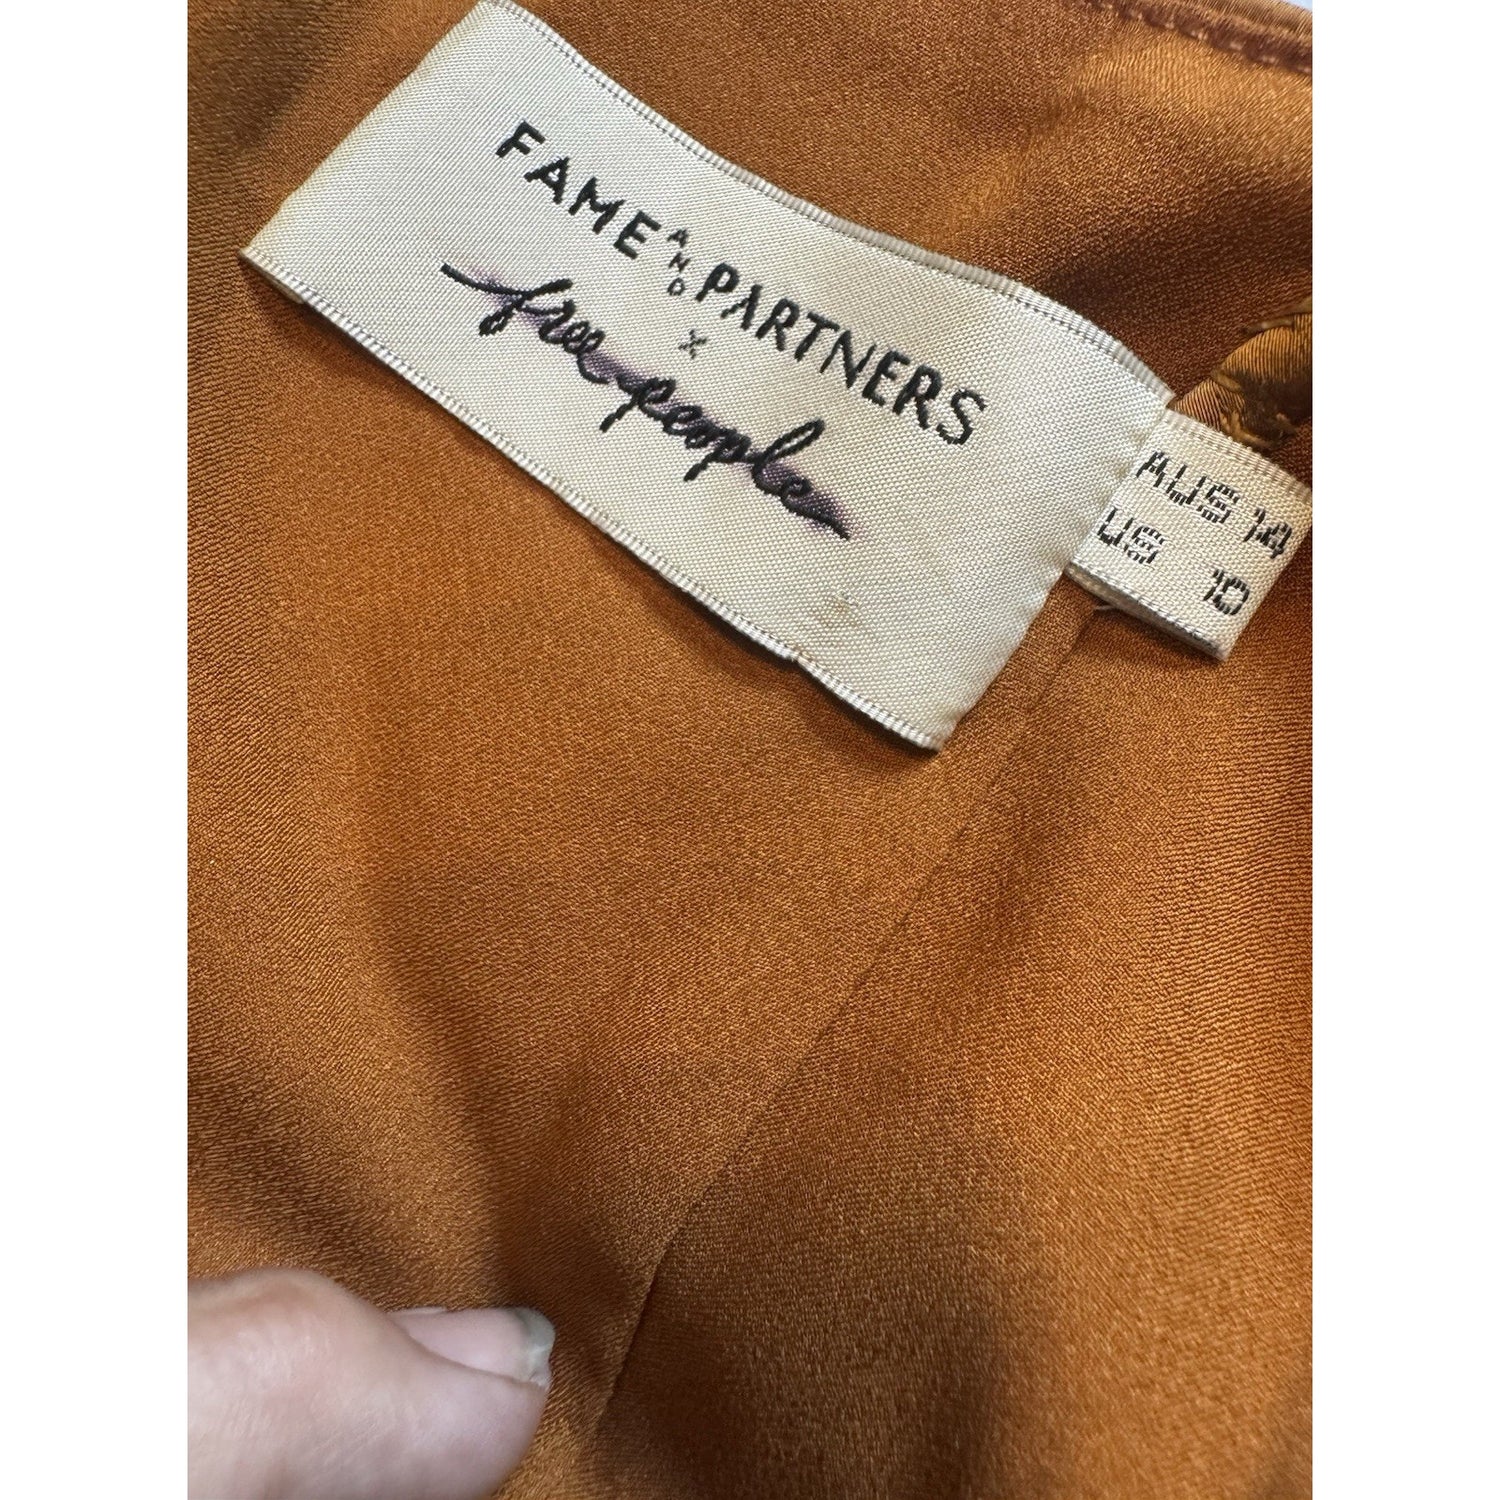 FAME AND PARTNERS
x
free people
AUS 14
US 10